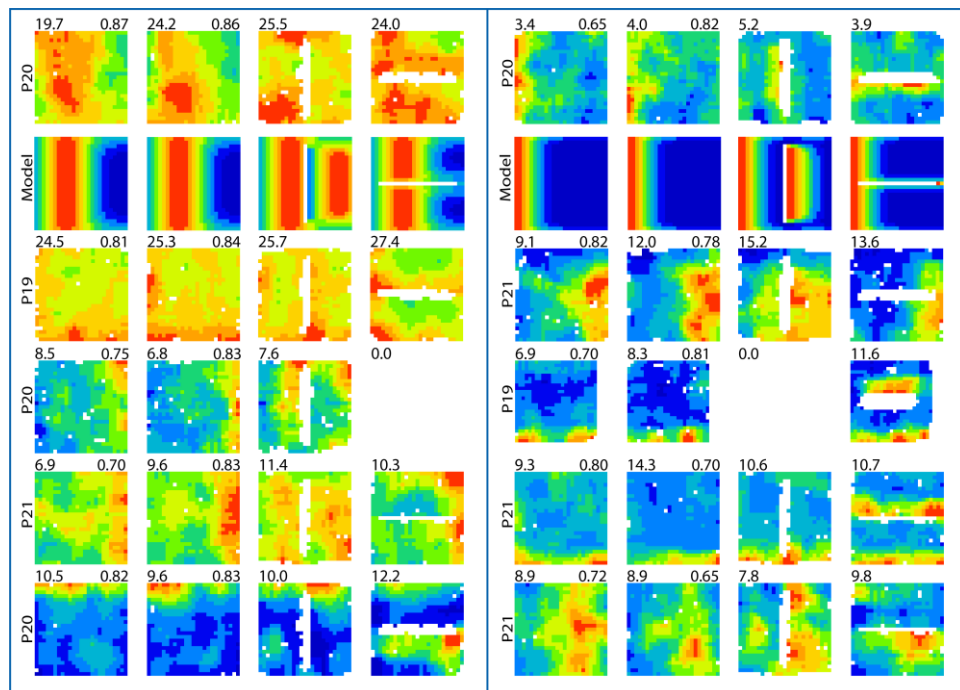 19.7 0.87 24.2 0.86 25.5 24.0
P20
Model
24.5 0.81 25.3 0.84 25.7 27.4
P19
8.5 0.75 6.8 0.83 7.6 0.0
P20
6.9 0.70 9.6 0.83 11.4 10.3
P21
10.5 0.82 9.6 0.83 10.0 12.2
P20
3.4 0.65 4.0 0.82 5.2 3.9
P20
Model
9.1 0.82 12.0 0.78 15.2 13.6
P21
6.9 0.70 8.3 0.81 0.0 11.6
P19
9.3 0.80 14.3 0.70 10.6 10.7
P21
8.9 0.72 8.9 0.65 7.8 9.8
P21